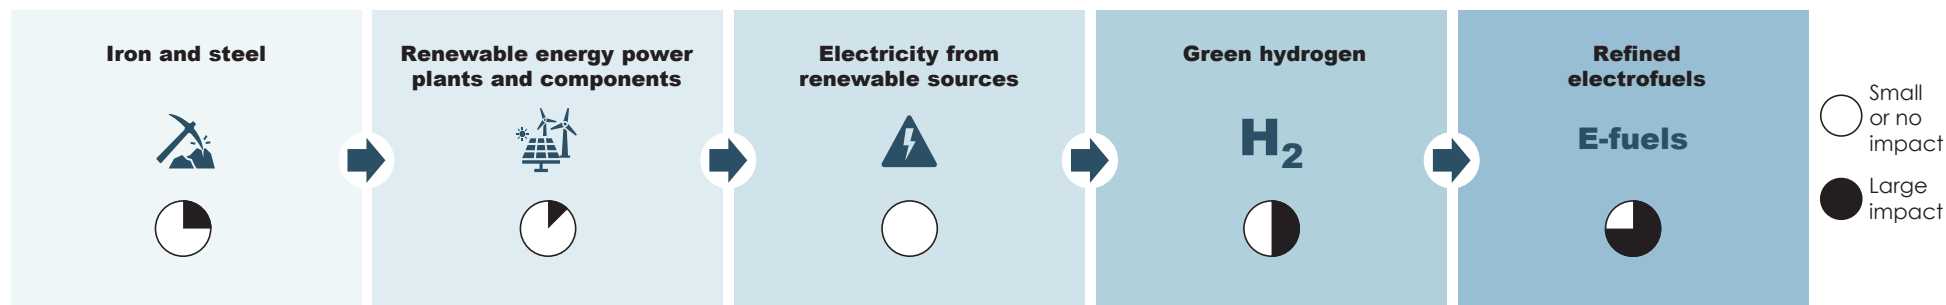 Iron and steel
Renewable energy power
plants and components
Electricity from
renewable sources
Green hydrogen
Refined
electrofuels
H2
E-fuels
Small
or no
impact
Large
impact